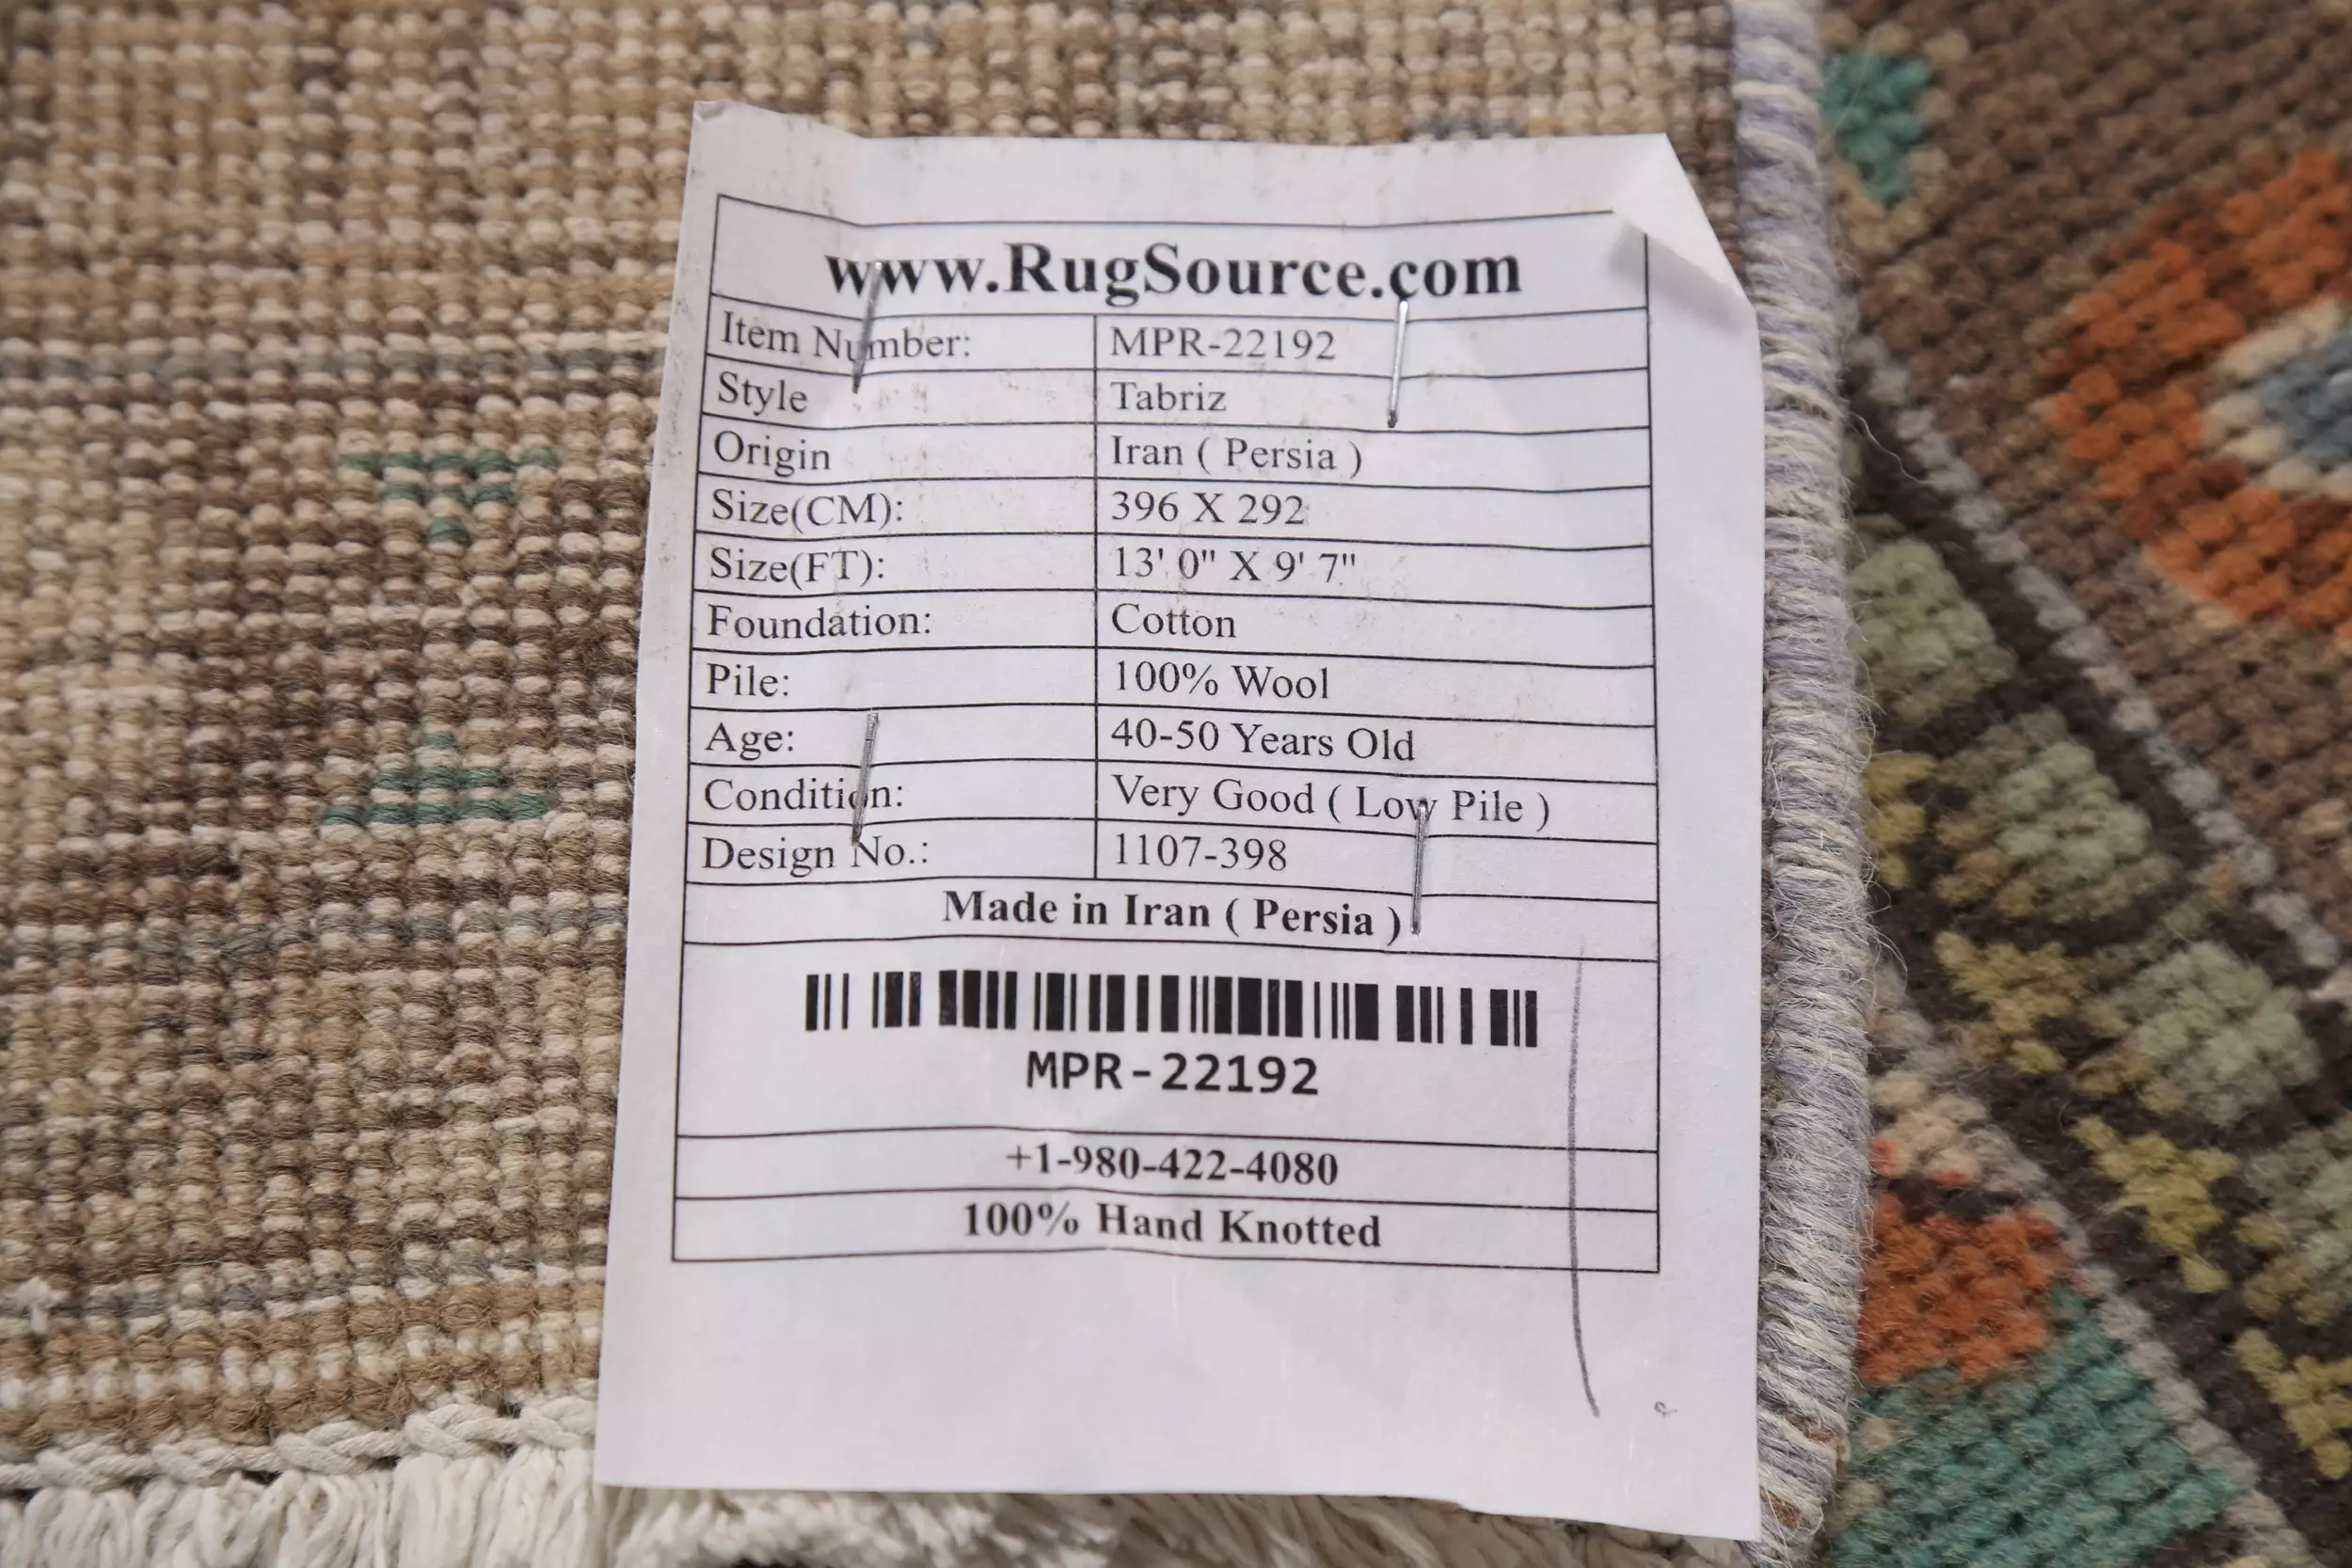 www.RugSource.com
Item Number: MPR-22192
Style Tabriz
Origin Iran ( Persia )
Size(CM): 396 X 292
Size(FT): 13' 0" X 9' 7"
Foundation: Cotton
Pile: 100% Wool
Age: 40-50 Years Old
Condition: Very Good ( Low Pile )
Design No.: 1107-398
Made in Iran ( Persia )
MPR-22192
+1-980-422-4080
100% Hand Knotted